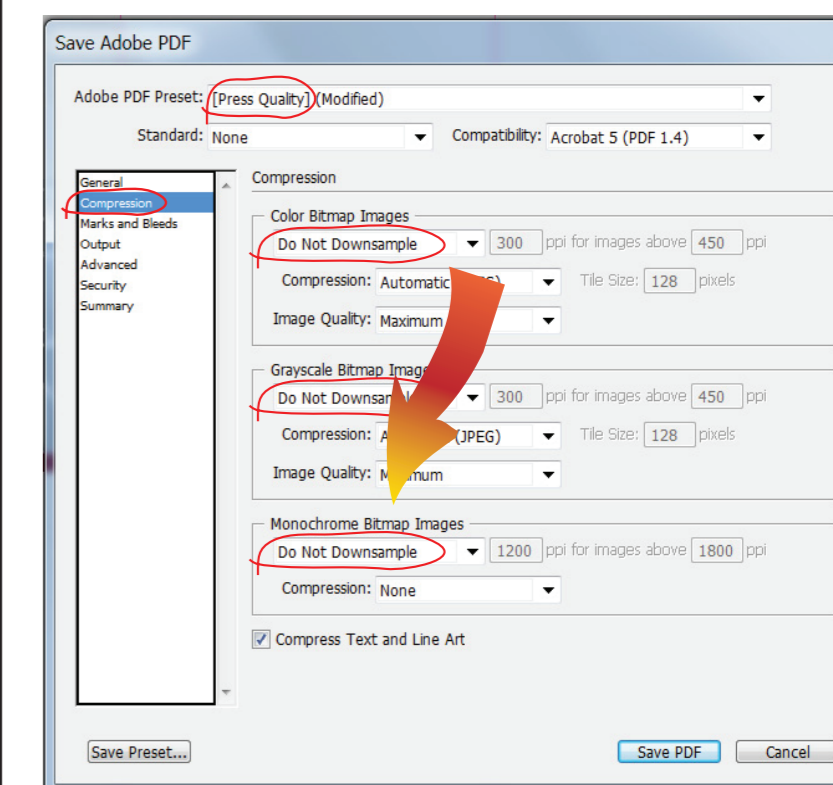 Save Adobe PDF
Adobe PDF Preset: [Press Quality] (Modified)
Standard: None Compatibility: Acrobat 5 (PDF 1.4)
General
Compression
Marks and Bleeds
Output
Advanced
Security
Summary
Compression
Color Bitmap Images
Do Not Downsample 300 ppi for images above 450 ppi
Compression: Tile Size: 128 pixels
Image Quality: Maximum
Grayscale Bitmap
Do Not 300 ppi for images above 450 ppi
Compression: (JPEG) Tile Size: 128 pixels
Image Quality:
Monochrome Bitmap Images
Do Not Downsample 1200 ppi for images above 1800 ppi
Compression: None
Compress Text and Line Art
Save Preset... Save PDF Cancel